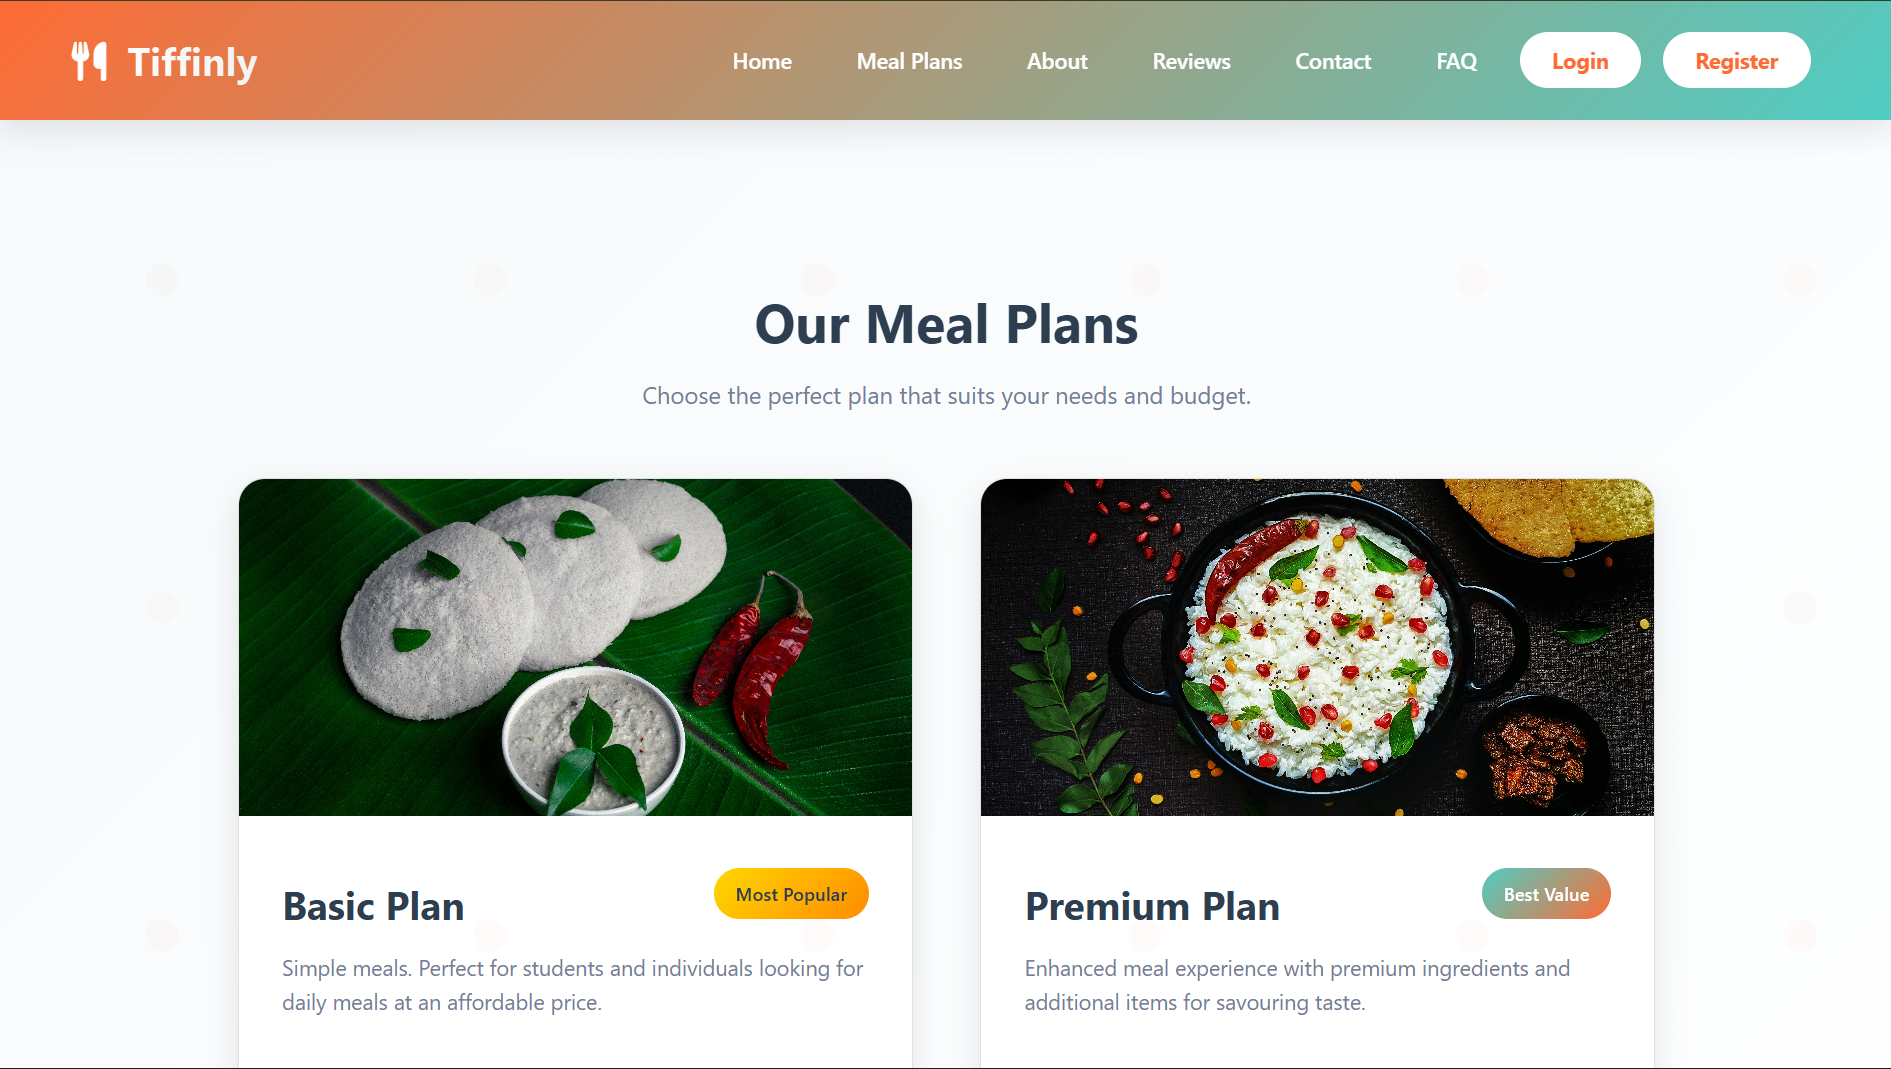 Tiffinly
Home Meal Plans About Reviews Contact FAQ Login Register
Our Meal Plans
Choose the perfect plan that suits your needs and budget.
Basic Plan
Most Popular
Simple meals. Perfect for students and individuals looking for
daily meals at an affordable price.
Premium Plan
Best Value
Enhanced meal experience with premium ingredients and
additional items for savouring taste.